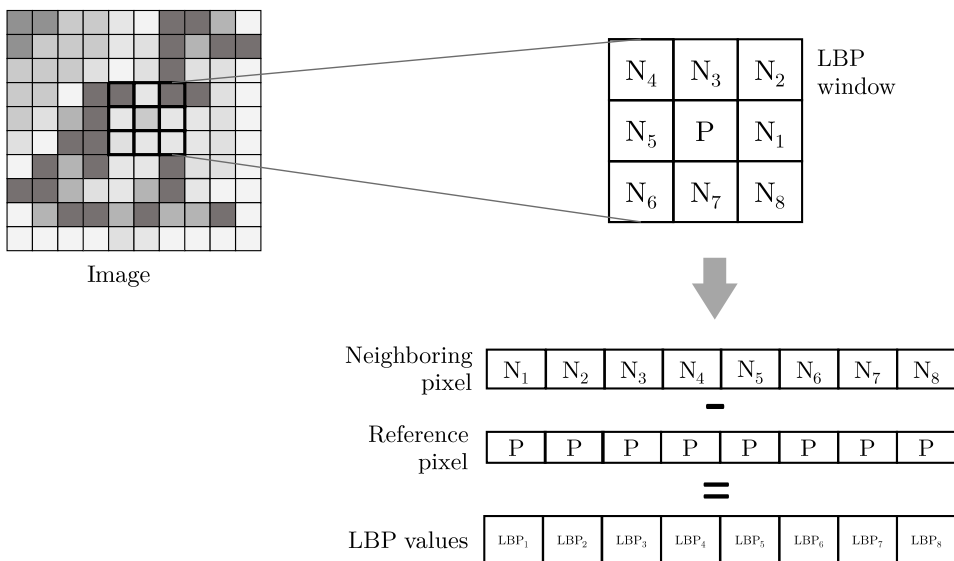 N₄ N₃ N₂
LBP
window
N₅ P N₁
N₆ N₇ N₈
Image
Neighboring
pixel
N₁ N₂ N₃ N₄ N₅ N₆ N₇ N₈
−
Reference
pixel
P P P P P P P P
=
LBP values
LBP₁ LBP₂ LBP₃ LBP₄ LBP₅ LBP₆ LBP₇ LBP₈